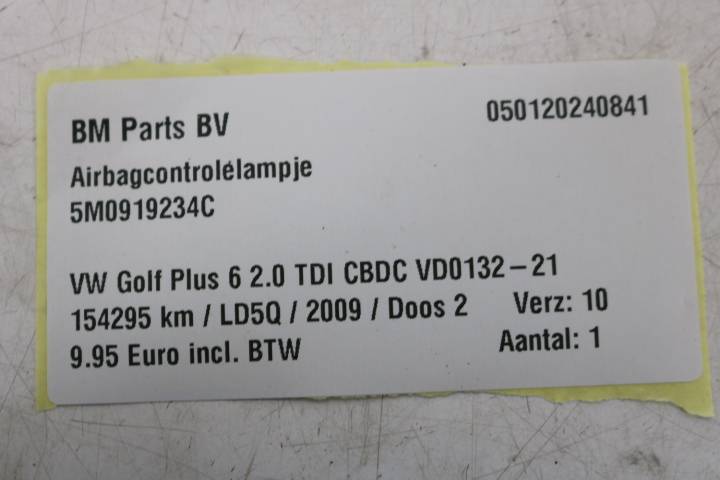 BM Parts BV 050120240841
Airbagcontrolélampje
5M0919234C
VW Golf Plus 6 2.0 TDI CBDC VD0132-21
154295 km / LD5Q / 2009 / Doos 2 Verz: 10
9.95 Euro incl. BTW Aantal: 1